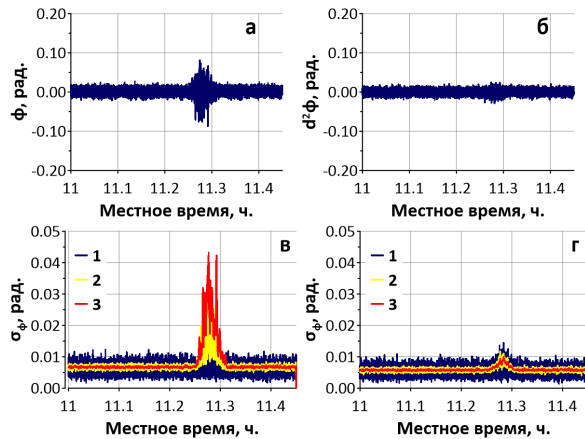 а
0.20
0.10
0.00
-0.10
-0.20
ф, рад.
11 11.1 11.2 11.3 11.4
Местное время, ч.
б
0.20
0.10
0.00
-0.10
-0.20
d²ф, рад.
11 11.1 11.2 11.3 11.4
Местное время, ч.
в
0.05
0.04
0.03
0.02
0.01
0.00
σф, рад.
1
2
3
11 11.1 11.2 11.3 11.4
Местное время, ч.
г
0.05
0.04
0.03
0.02
0.01
0.00
σф, рад.
1
2
3
11 11.1 11.2 11.3 11.4
Местное время, ч.